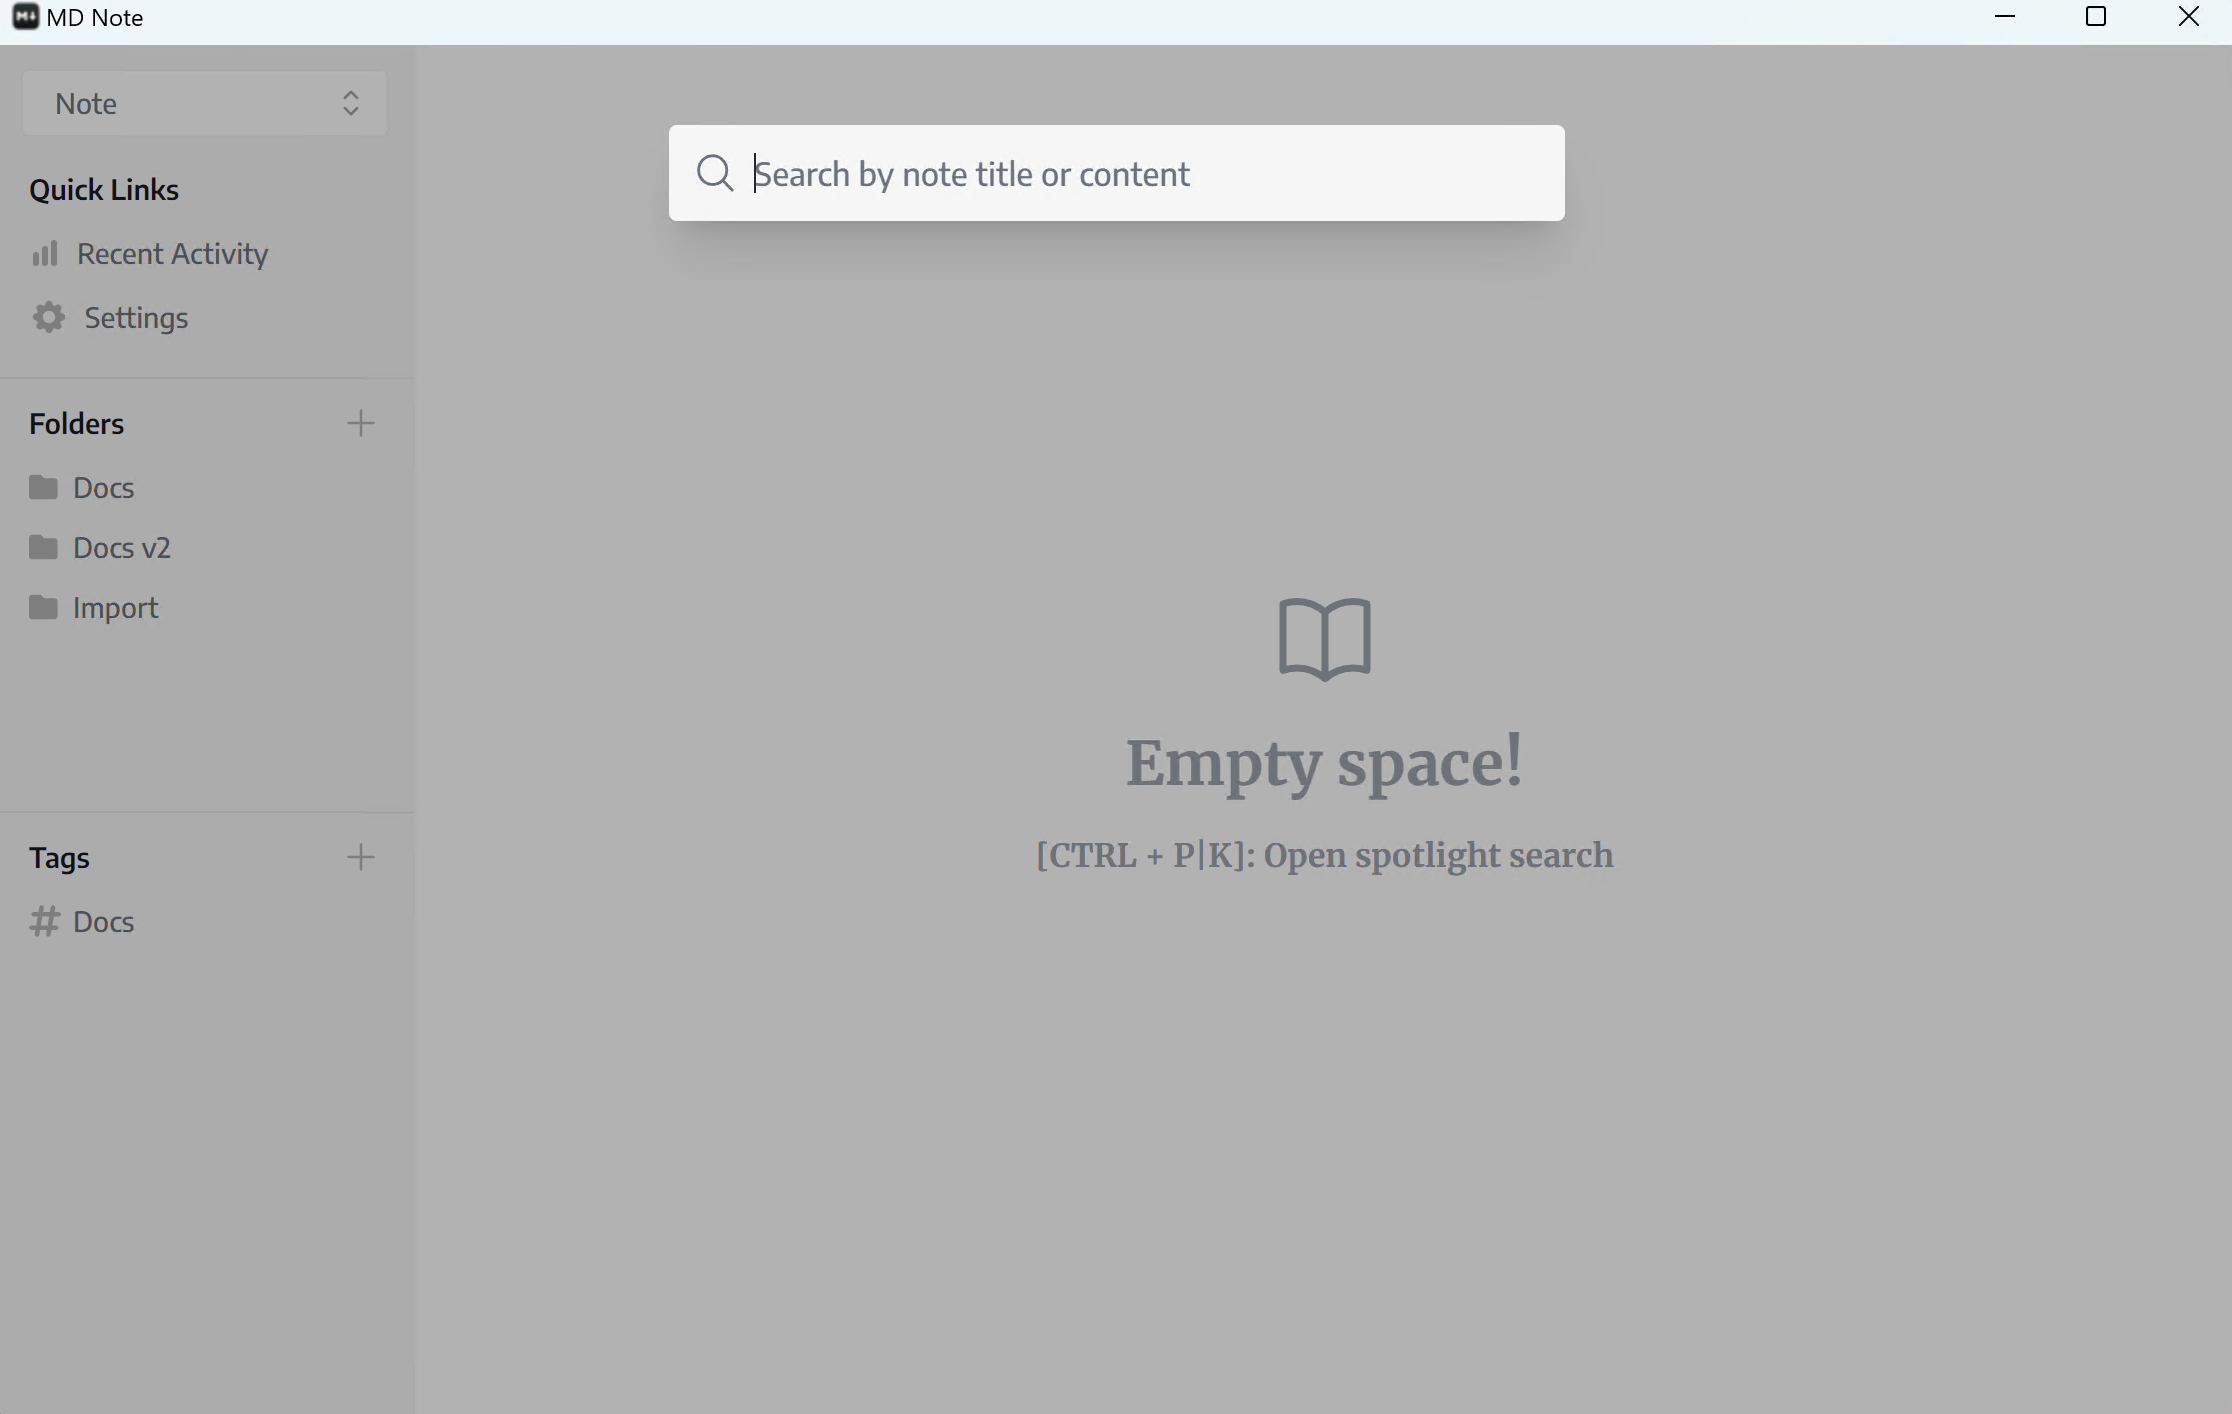 MD Note
Note
Quick Links
Recent Activity
Settings
Folders
Docs
Docs v2
Import
Tags
Docs
Search by note title or content
Empty space!
[CTRL + P|K]: Open spotlight search